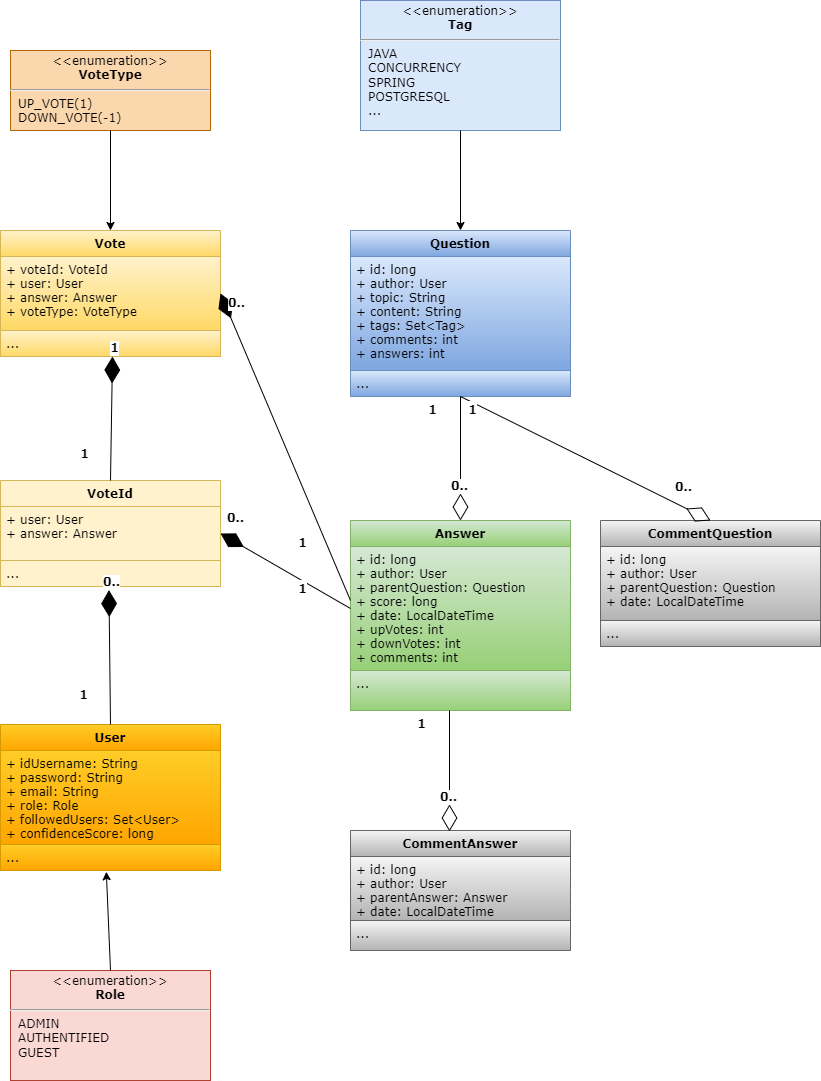 <<enumeration>>
Tag
JAVA
CONCURRENCY
SPRING
POSTGRESQL
...
<<enumeration>>
VoteType
UP_VOTE(1)
DOWN_VOTE(-1)
Vote
+ voteId: VoteId
+ user: User
+ answer: Answer
+ voteType: VoteType
...
Question
+ id: long
+ author: User
+ topic: String
+ content: String
+ tags: Set<Tag>
+ comments: int
+ answers: int
...
0..
1
1
1
1
0..
0..
VoteId
+ user: User
+ answer: Answer
...
0..
1
1
0..
Answer
+ id: long
+ author: User
+ parentQuestion: Question
+ score: long
+ date: LocalDateTime
+ upVotes: int
+ downVotes: int
+ comments: int
...
CommentQuestion
+ id: long
+ author: User
+ parentQuestion: Question
+ date: LocalDateTime
...
1
1
0..
User
+ idUsername: String
+ password: String
+ email: String
+ role: Role
+ followedUsers: Set<User>
+ confidenceScore: long
...
CommentAnswer
+ id: long
+ author: User
+ parentAnswer: Answer
+ date: LocalDateTime
...
<<enumeration>>
Role
ADMIN
AUTHENTIFIED
GUEST